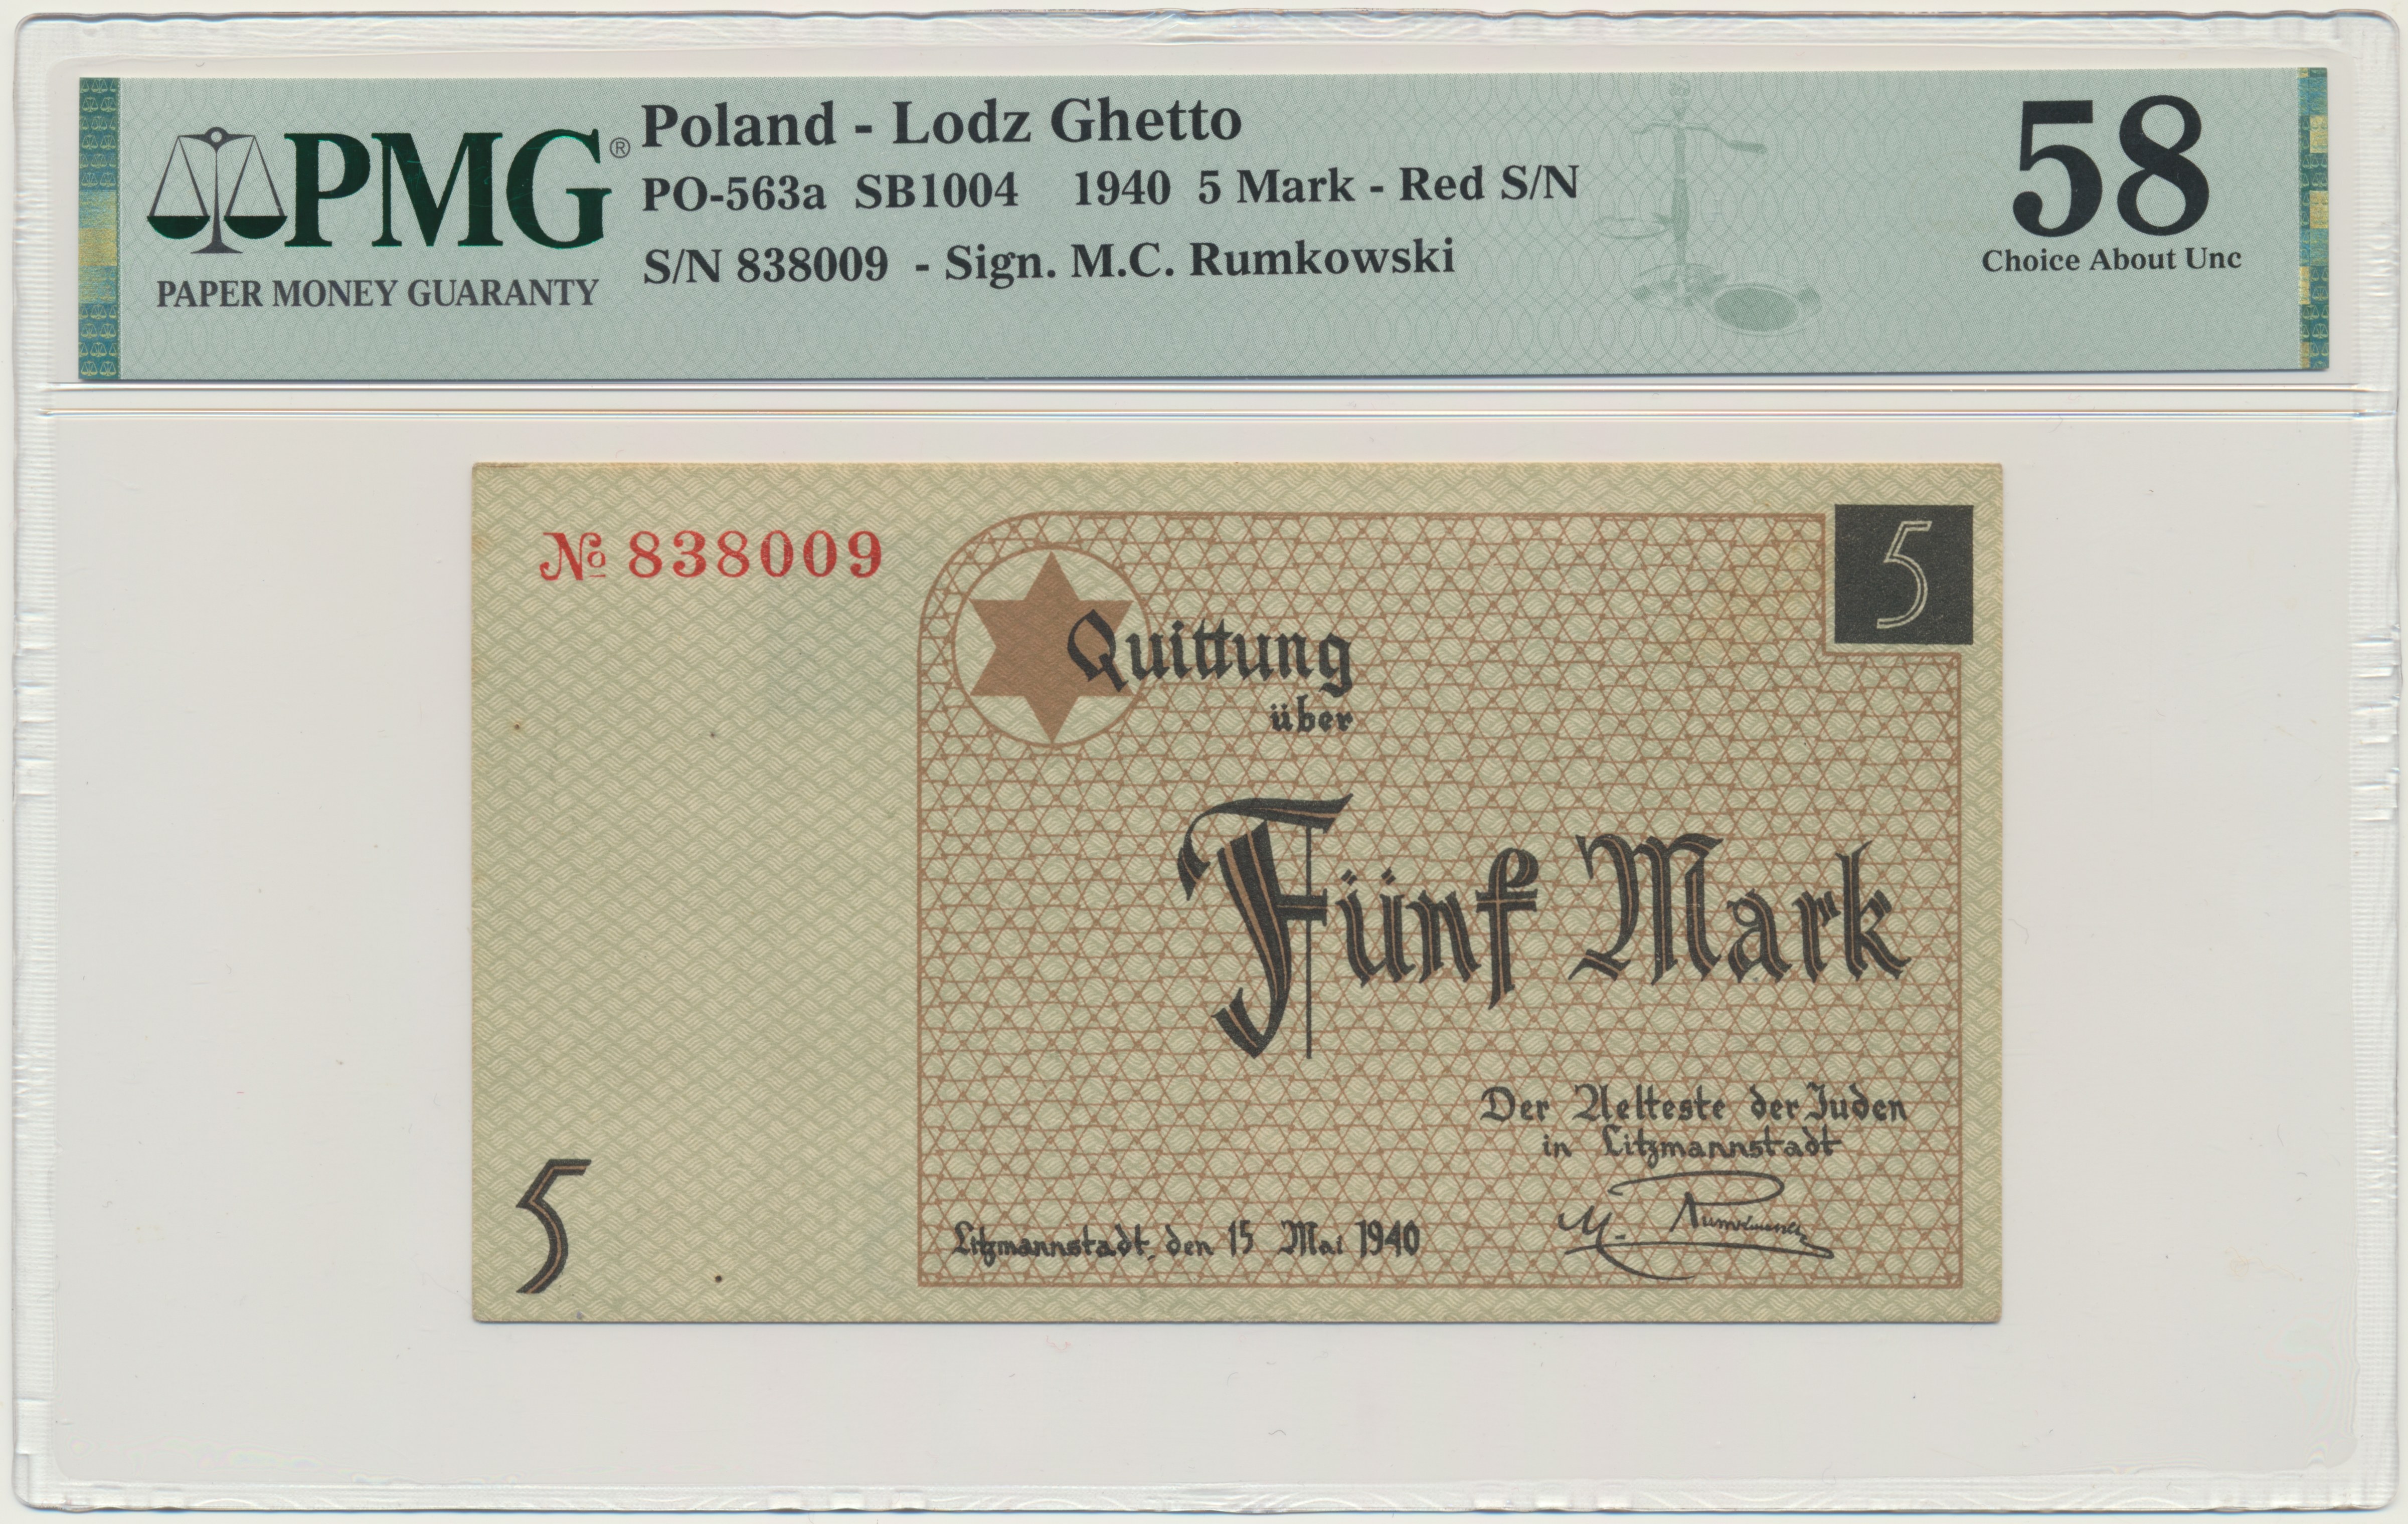 PMG®
PAPER MONEY GUARANTY
Poland - Lodz Ghetto
PO-563a SB1004 1940 5 Mark - Red S/N
S/N 838009 - Sign. M.C. Rumkowski
58
Choice About Unc
№ 838009
5
Quittung
über
Fünf Mark
Der Aelteste der Juden
in Litzmannstadt
M. Rumkowski
Litzmannstadt, den 15 Mai 1940
5